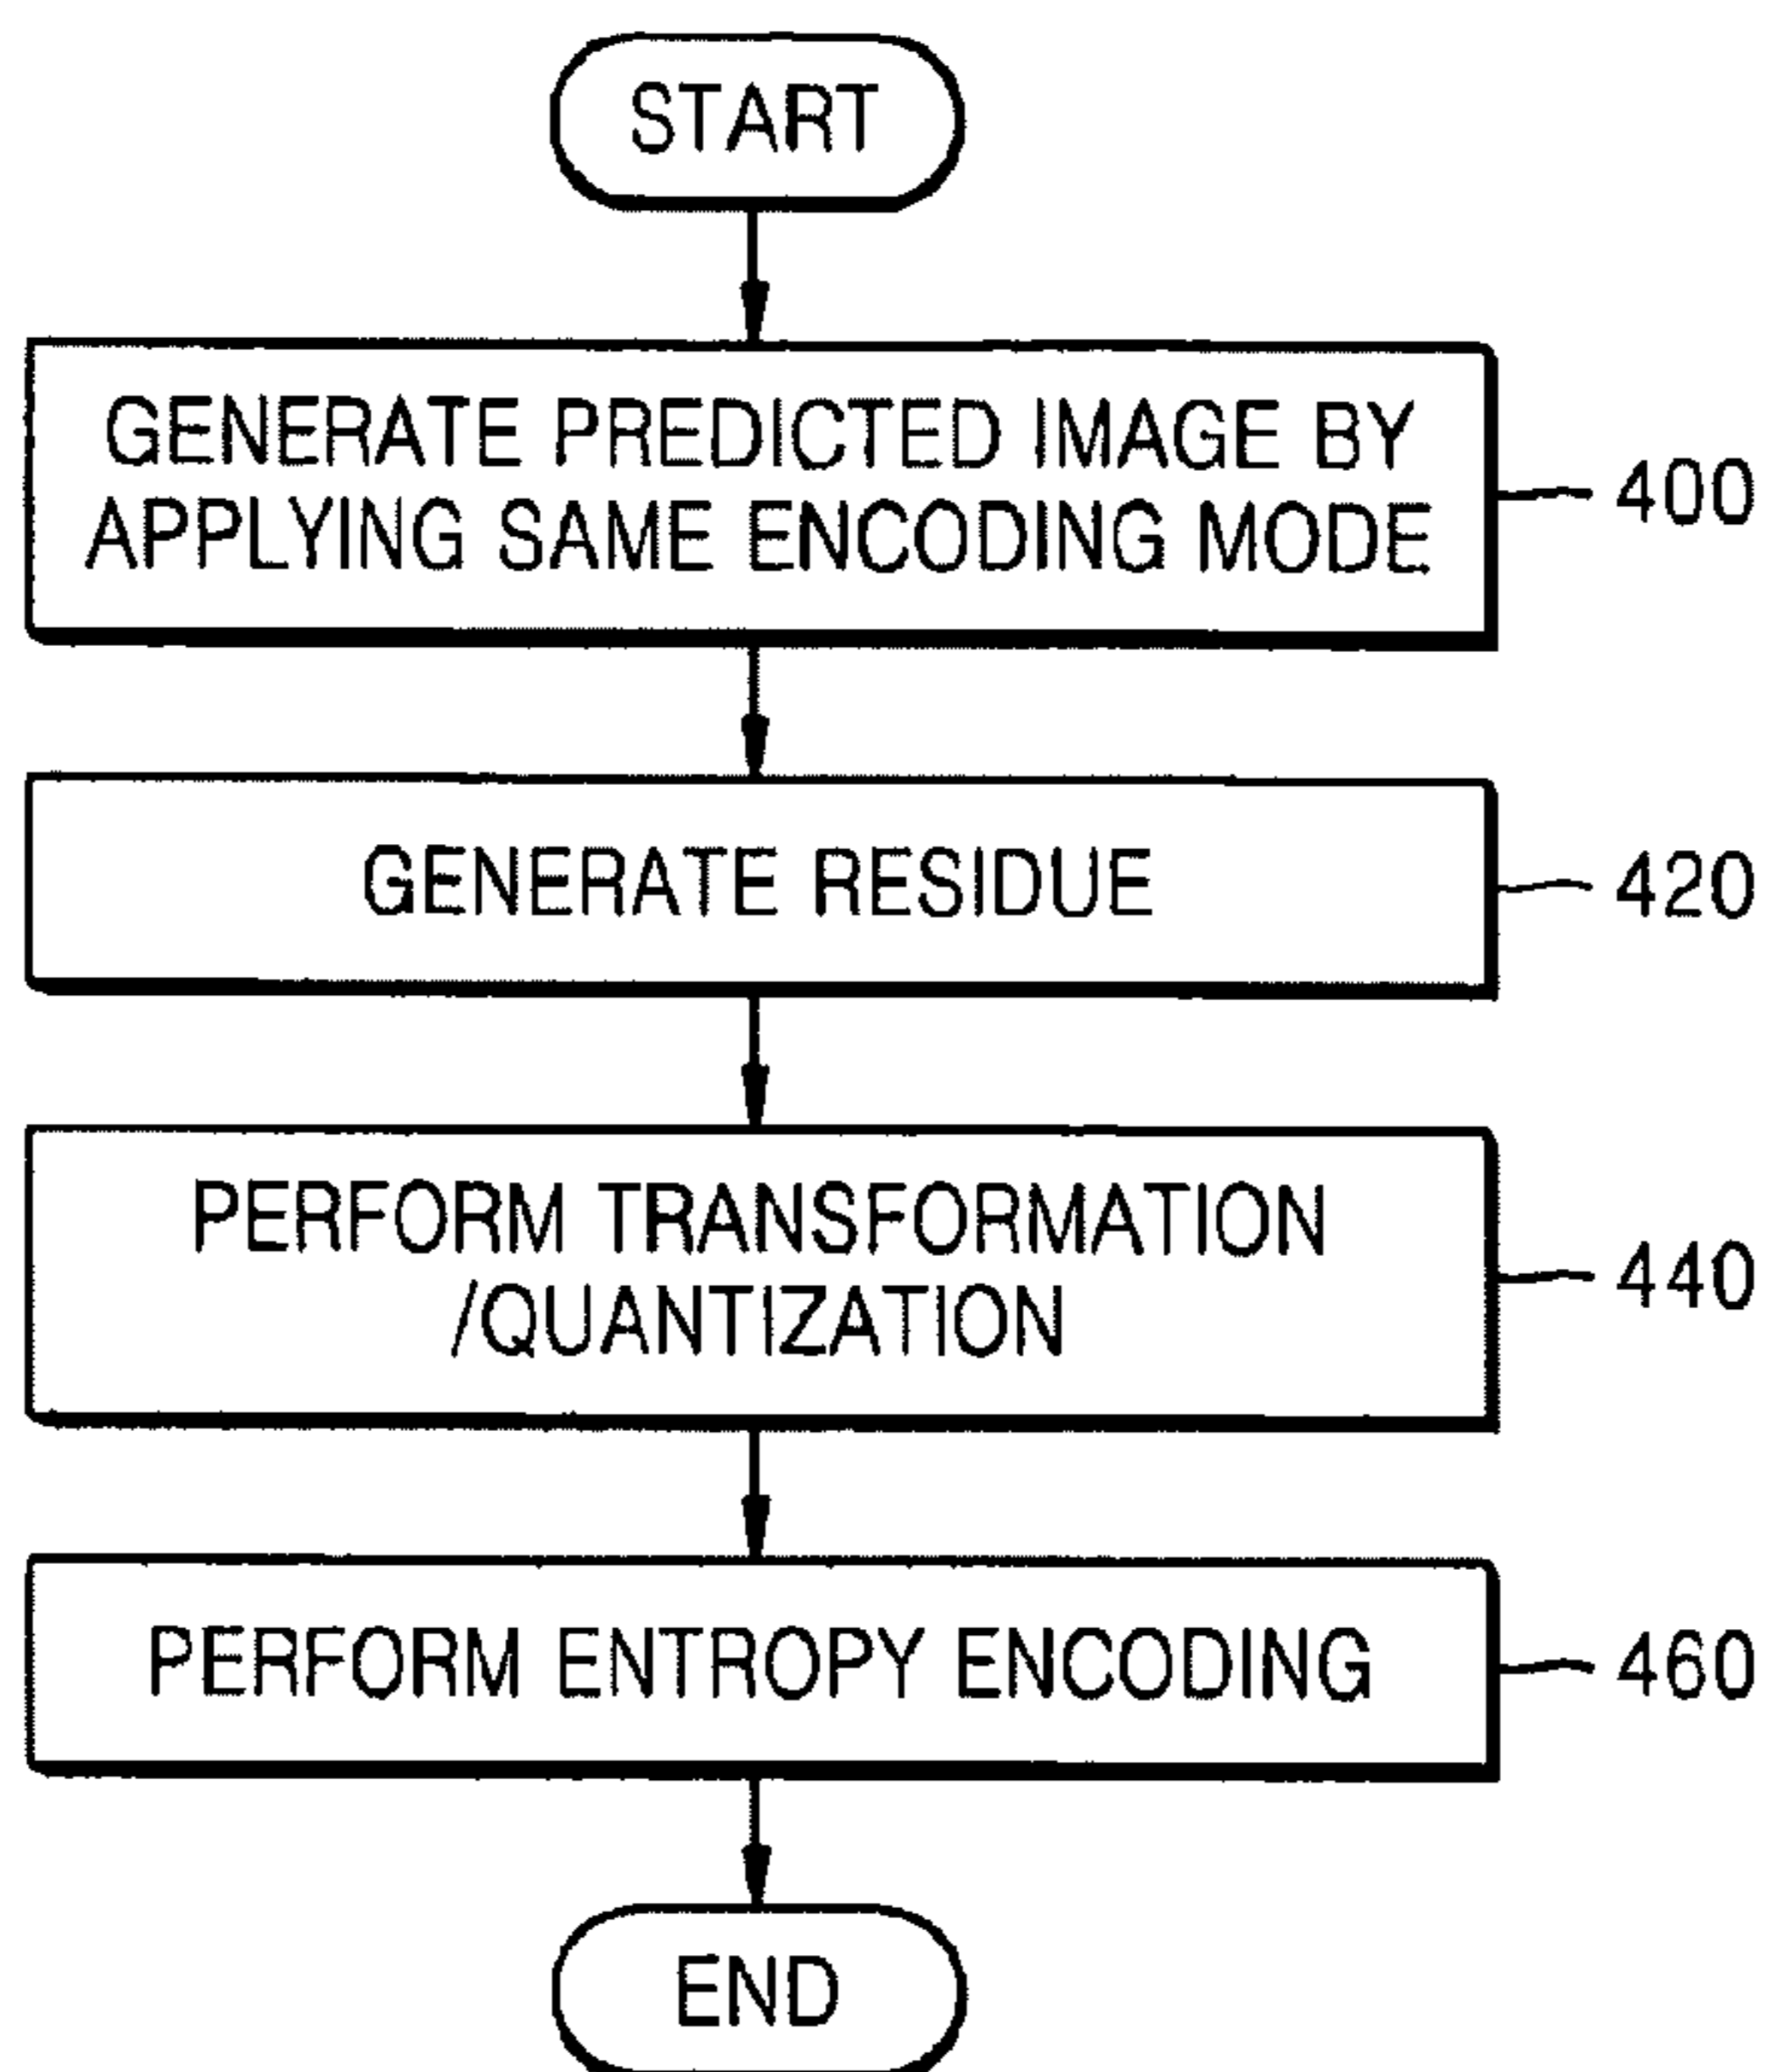 START
GENERATE PREDICTED IMAGE BY
APPLYING SAME ENCODING MODE
400
GENERATE RESIDUE
420
PERFORM TRANSFORMATION
/QUANTIZATION
440
PERFORM ENTROPY ENCODING
460
END